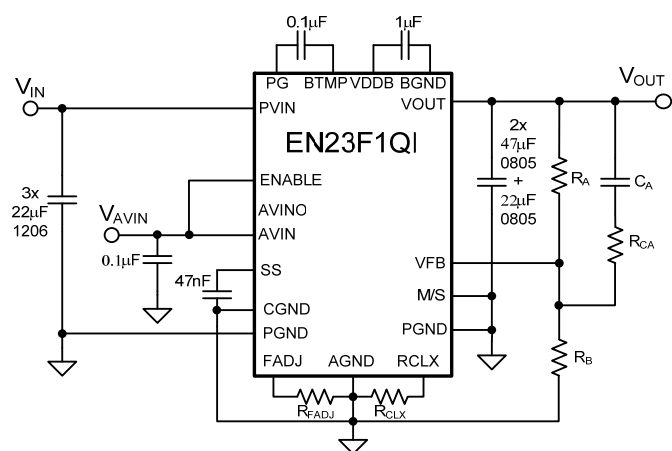 0.1µF
1µF
PG
BTMP
VDDB
BGND
VIN
VOUT
PVIN
VOUT
EN23F1QI
3x
22µF
1206
ENABLE
AVINO
VAVIN
AVIN
0.1µF
47nF
SS
CGND
PGND
2x
47µF
0805
+
22µF
0805
RA
CA
RCA
VFB
M/S
PGND
RB
FADJ
AGND
RCLX
RFADJ
RCLX